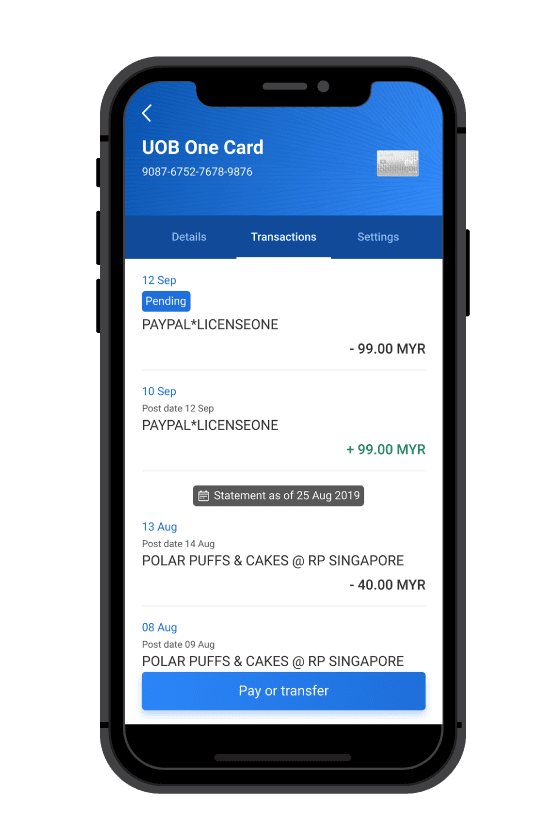 UOB One Card
9087-6752-7678-9876
Details Transactions Settings
12 Sep
Pending
PAYPAL*LICENSEONE
- 99.00 MYR
10 Sep
Post date 12 Sep
PAYPAL*LICENSEONE
+ 99.00 MYR
Statement as of 25 Aug 2019
13 Aug
Post date 14 Aug
POLAR PUFFS & CAKES @ RP SINGAPORE
- 40.00 MYR
08 Aug
Post date 09 Aug
POLAR PUFFS & CAKES @ RP SINGAPORE
Pay or transfer